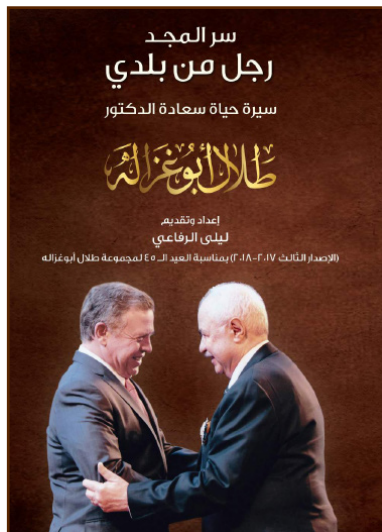 سر المجد
رجل من بلدي
سيرة حياة سعادة الدكتور
طلال أبوغزاله
إعداد وتقديم
ليلى الرفاعي
(الإصدار الثالث ٢٠١٧-٢٠١٨) بمناسبة العيد الـ ٤٥ لمجموعة طلال أبوغزاله